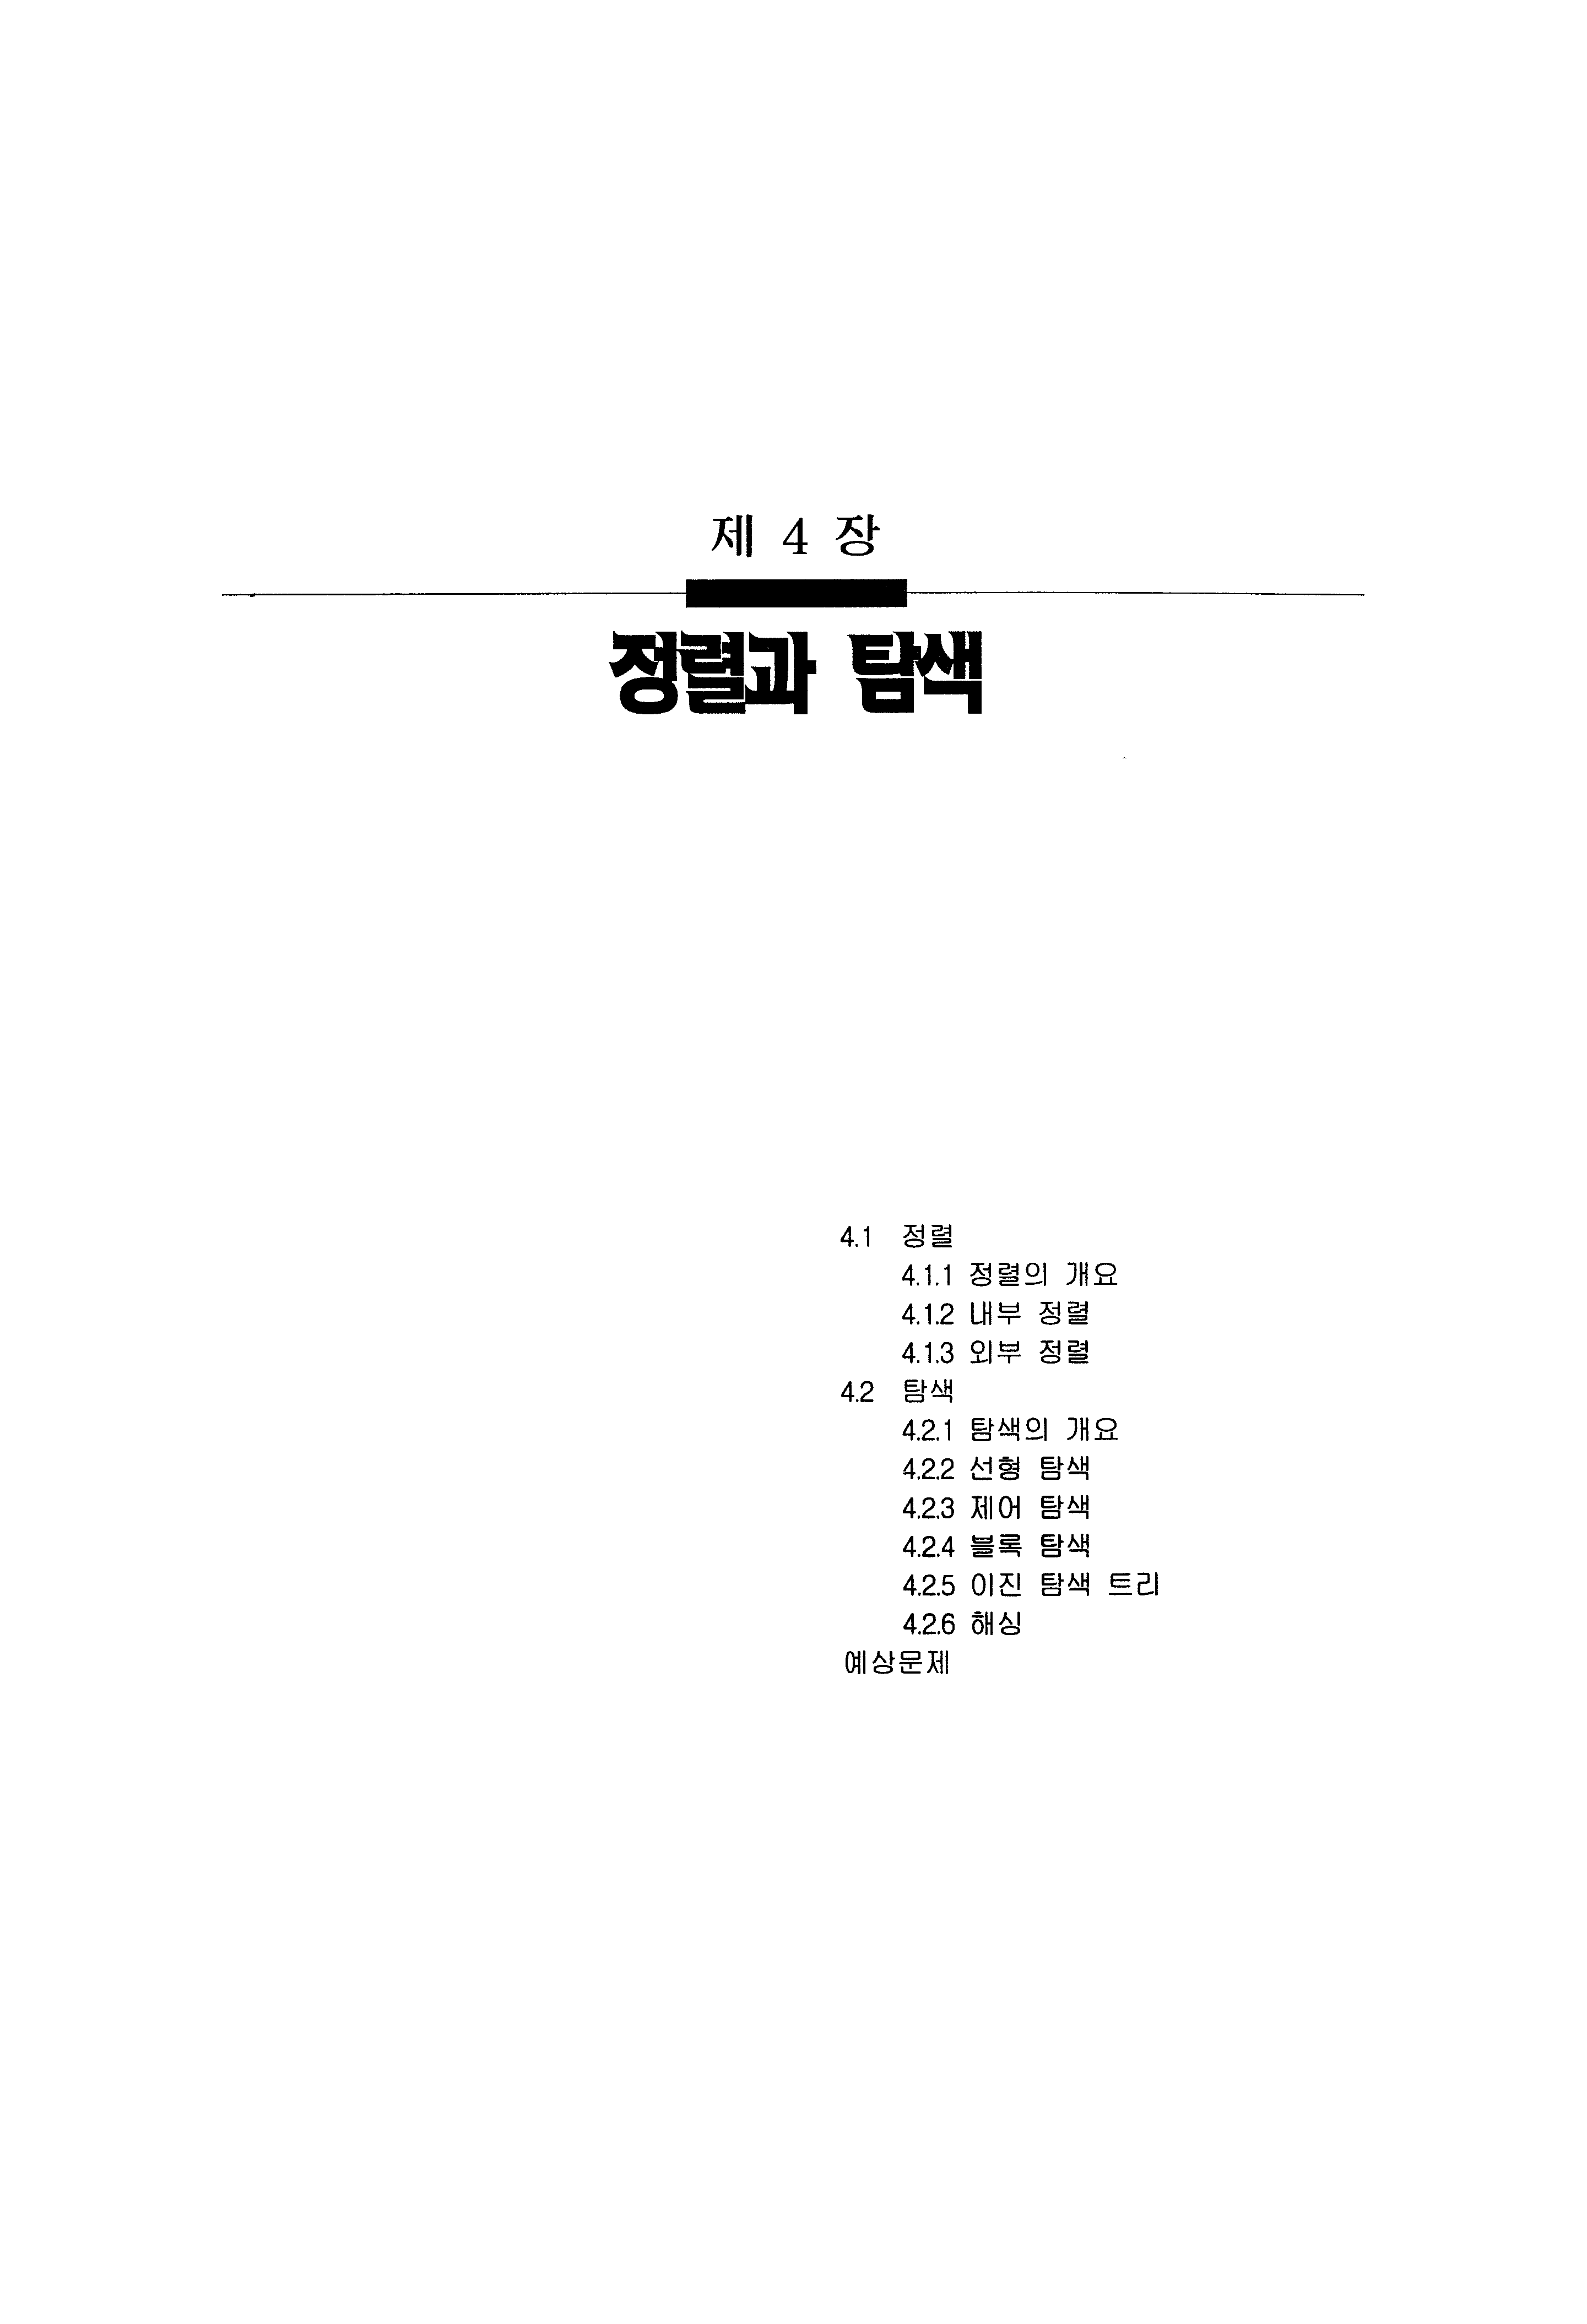 제 4 장
정렬과 탐색
4.1 정렬
4.1.1 정렬의 개요
4.1.2 내부 정렬
4.1.3 외부 정렬
4.2 탐색
4.2.1 탐색의 개요
4.2.2 선형 탐색
4.2.3 제어 탐색
4.2.4 블록 탐색
4.2.5 이진 탐색 트리
4.2.6 해싱
예상문제